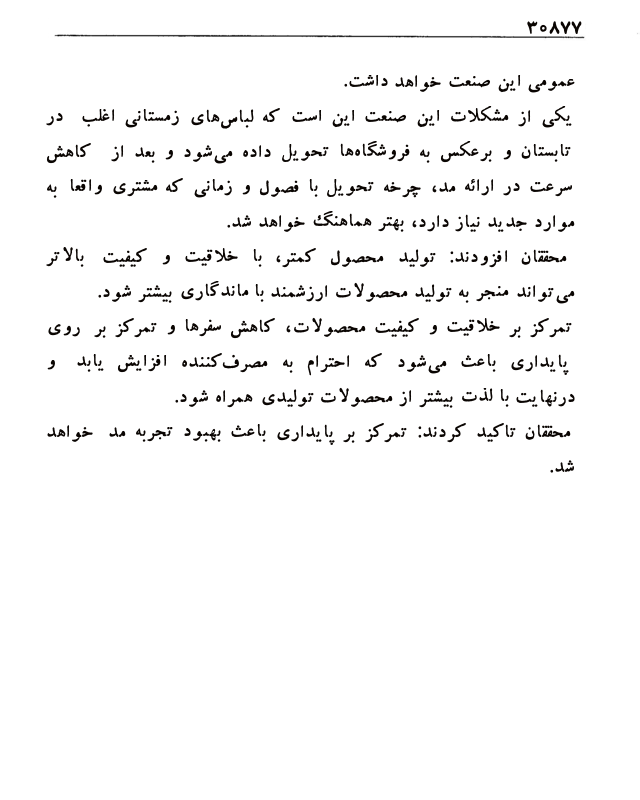 ۳۰۸۷۷
عمومی این صنعت خواهد داشت.
یکی از مشکلات این صنعت این است که لباس‌های زمستانی اغلب در
تابستان و برعکس به فروشگاه‌ها تحویل داده می‌شود و بعد از کاهش
سرعت در ارائه مد، چرخه تحویل با فصول و زمانی که مشتری واقعا به
موارد جدید نیاز دارد، بهتر هماهنگ خواهد شد.
محققان افزودند: تولید محصول کمتر، با خلاقیت و کیفیت بالاتر
می‌تواند منجر به تولید محصولات ارزشمند با ماندگاری بیشتر شود.
تمرکز بر خلاقیت و کیفیت محصولات، کاهش سفرها و تمرکز بر روی
پایداری باعث می‌شود که احترام به مصرف‌کننده افزایش یابد و
درنهایت با لذت بیشتر از محصولات تولیدی همراه شود.
محققان تاکید کردند: تمرکز بر پایداری باعث بهبود تجربه مد خواهد
شد.